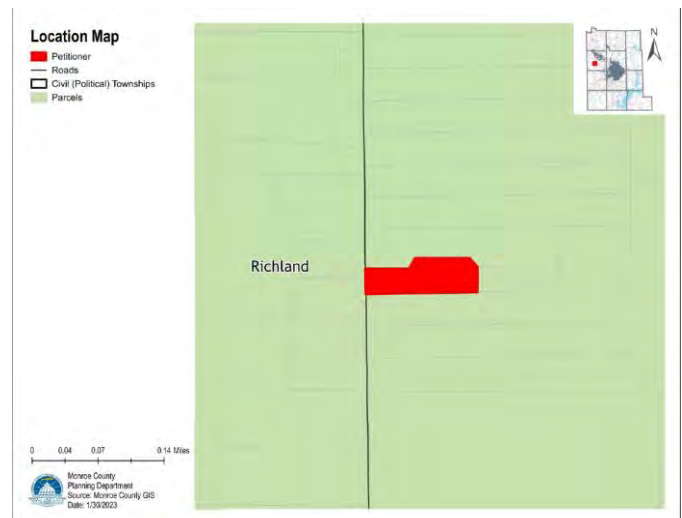 Location Map
Petitioner
Roads
Civil (Political) Townships
Parcels
N
Richland
0 0.04 0.07 0.14 Miles
Monroe County
Planning Department
Source: Monroe County GIS
Date: 1/30/2023